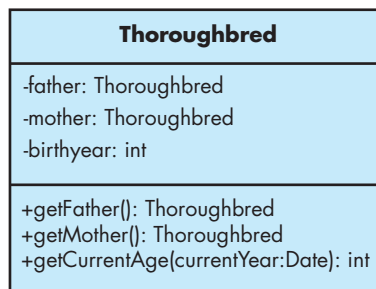 Thoroughbred
-father: Thoroughbred
-mother: Thoroughbred
-birthyear: int
+getFather(): Thoroughbred
+getMother(): Thoroughbred
+getCurrentAge(currentYear:Date): int